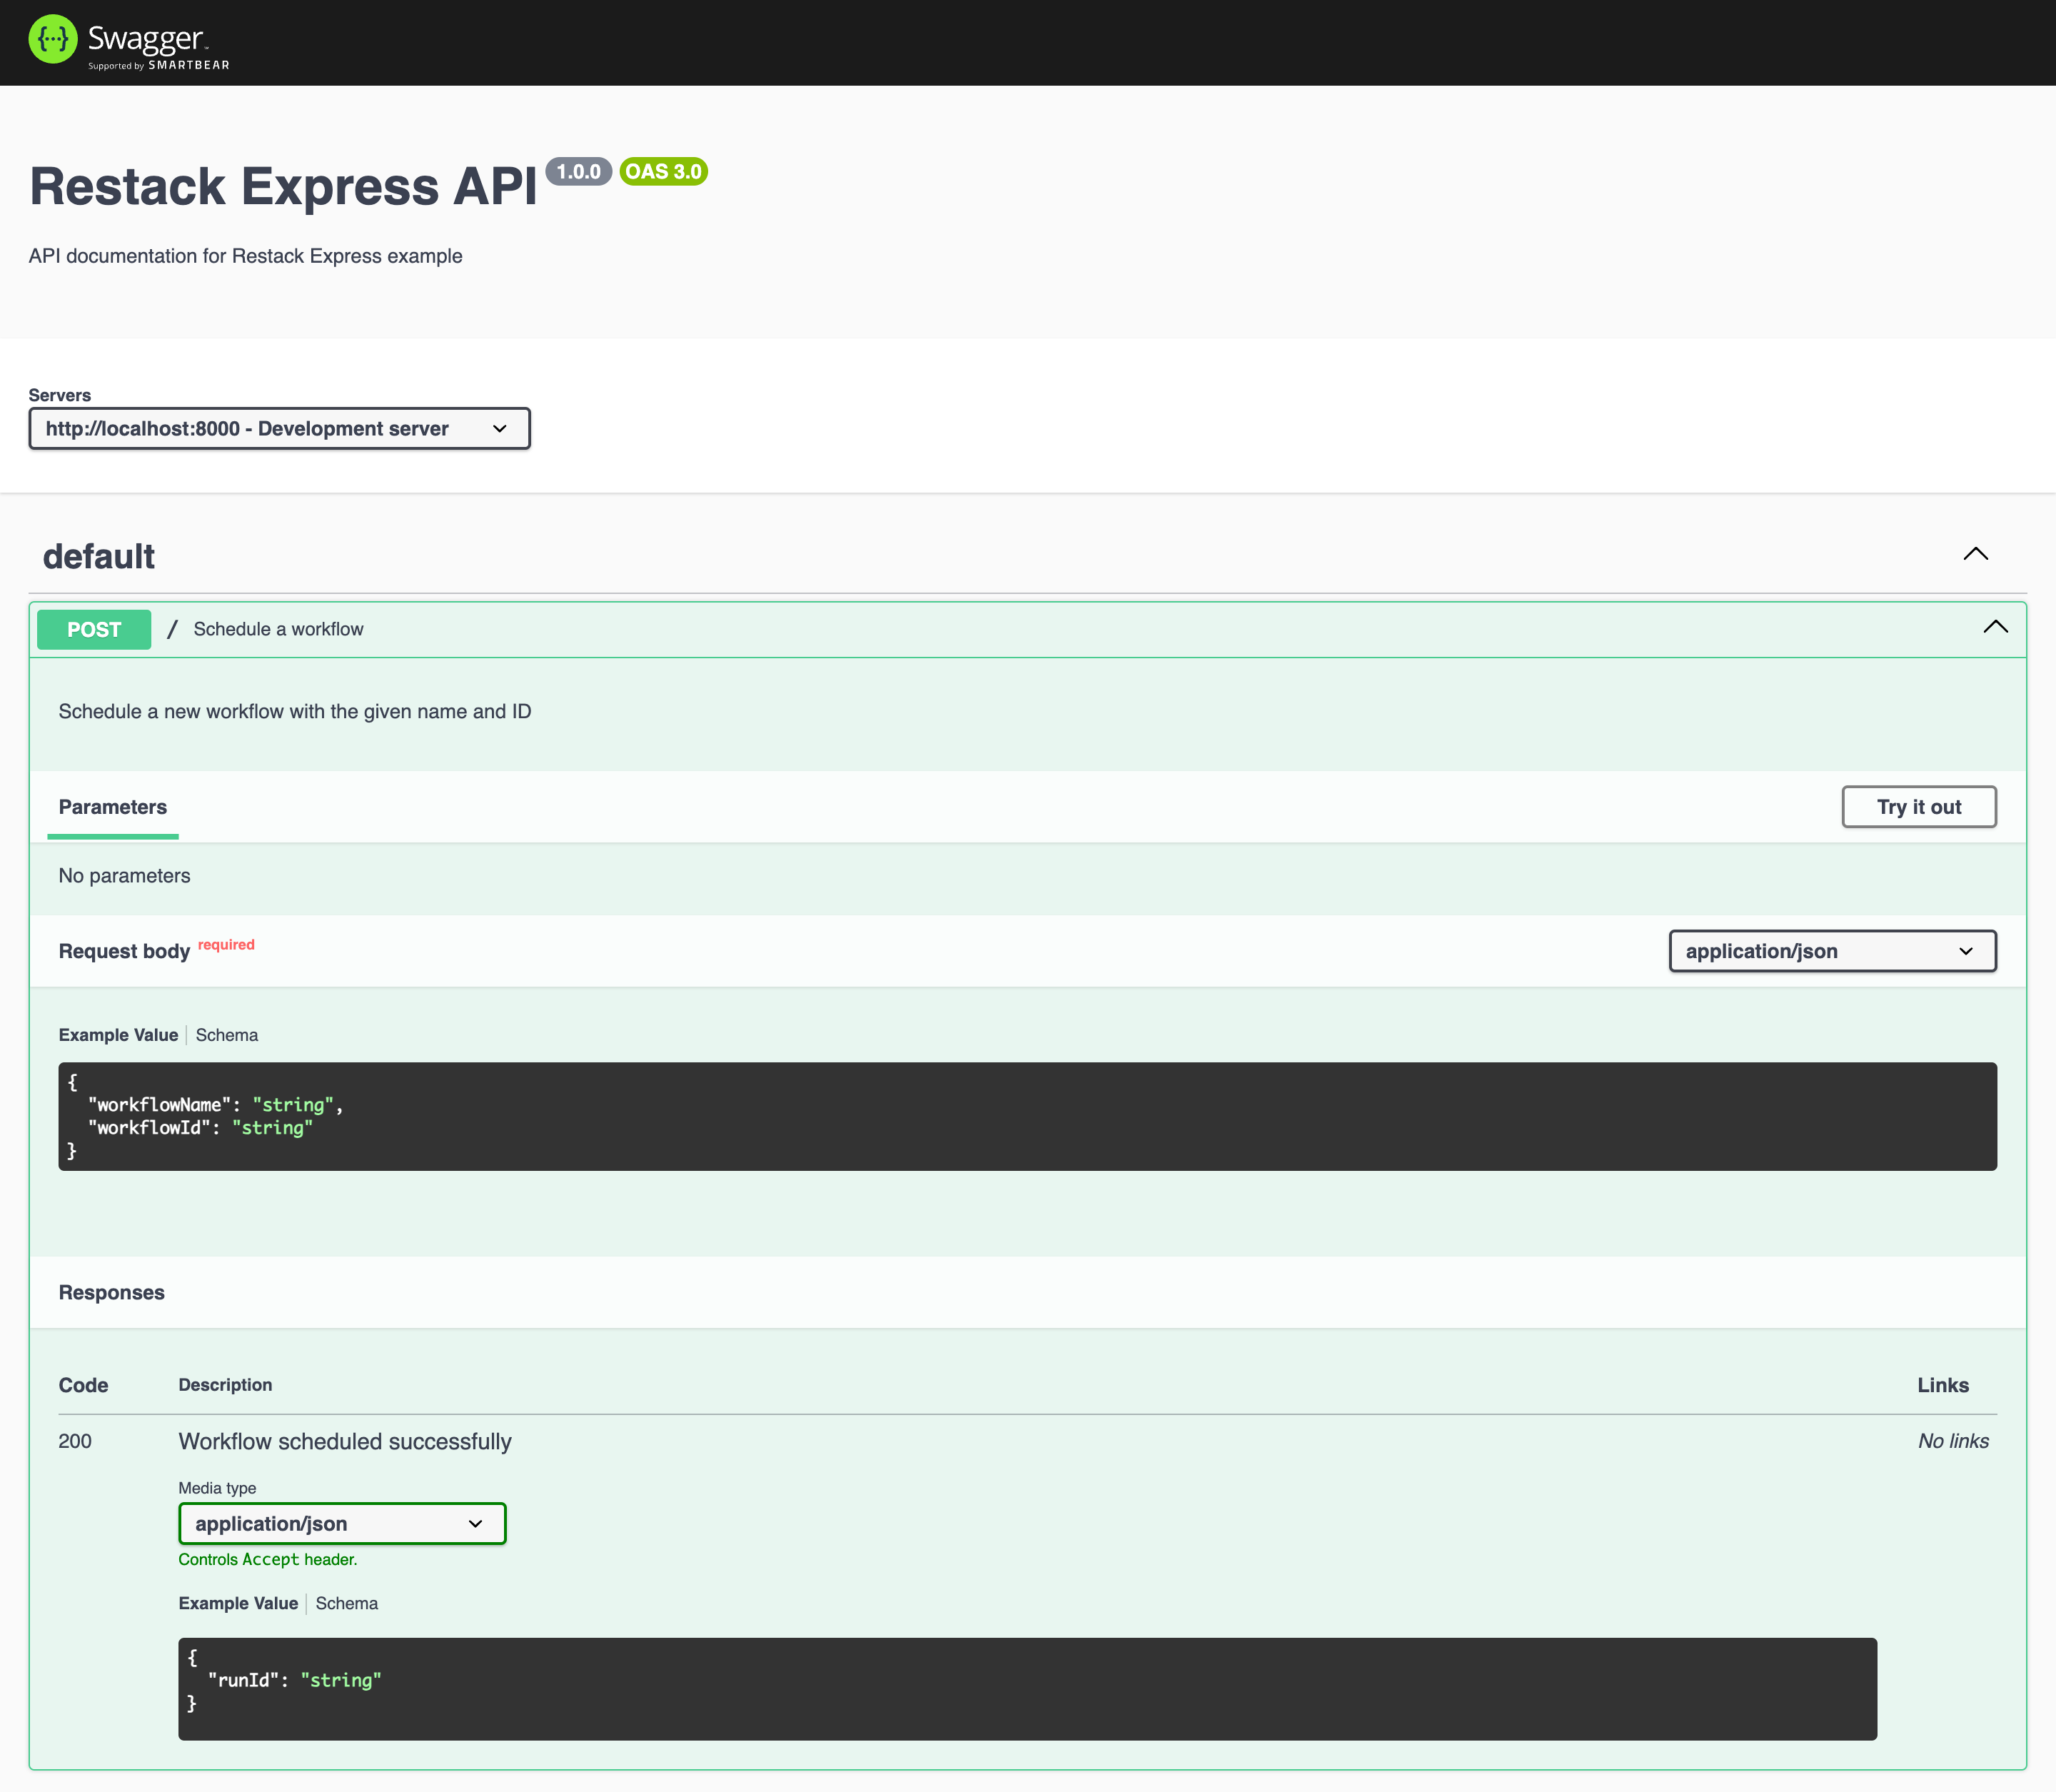 Swagger™
Supported by SMARTBEAR
Restack Express API 1.0.0 OAS 3.0
API documentation for Restack Express example
Servers
http://localhost:8000 - Development server
default
POST / Schedule a workflow
Schedule a new workflow with the given name and ID
Parameters Try it out
No parameters
Request body required application/json
Example Value Schema
{
"workflowName": "string",
"workflowId": "string"
}
Responses
Code Description Links
200 Workflow scheduled successfully No links
Media type
application/json
Controls Accept header.
Example Value Schema
{
"runId": "string"
}